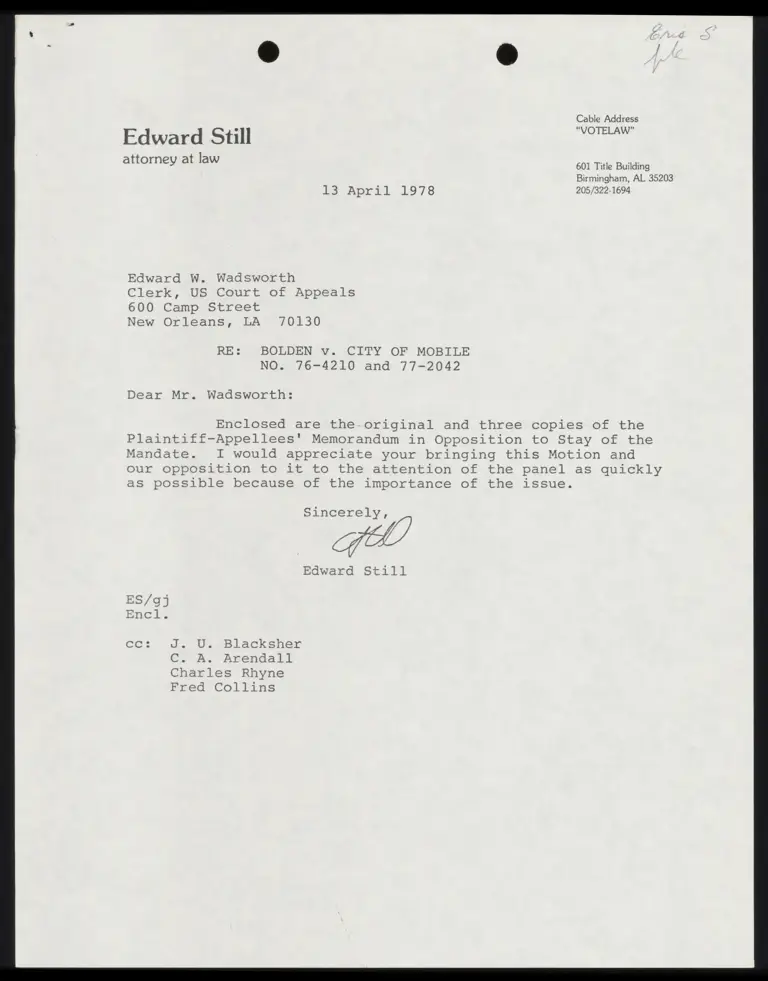 Edward Still
attorney at law
Cable Address
"VOTELAW"
601 Title Building
Birmingham, AL 35203
205/322-1694
13 April 1978
Edward W. Wadsworth
Clerk, US Court of Appeals
600 Camp Street
New Orleans, LA 70130
RE: BOLDEN v. CITY OF MOBILE
NO. 76-4210 and 77-2042
Dear Mr. Wadsworth:
Enclosed are the original and three copies of the
Plaintiff-Appellees' Memorandum in Opposition to Stay of the
Mandate. I would appreciate your bringing this Motion and
our opposition to it to the attention of the panel as quickly
as possible because of the importance of the issue.
Sincerely,
Edward Still
ES/gj
Encl.
cc: J. U. Blacksher
C. A. Arendall
Charles Rhyne
Fred Collins